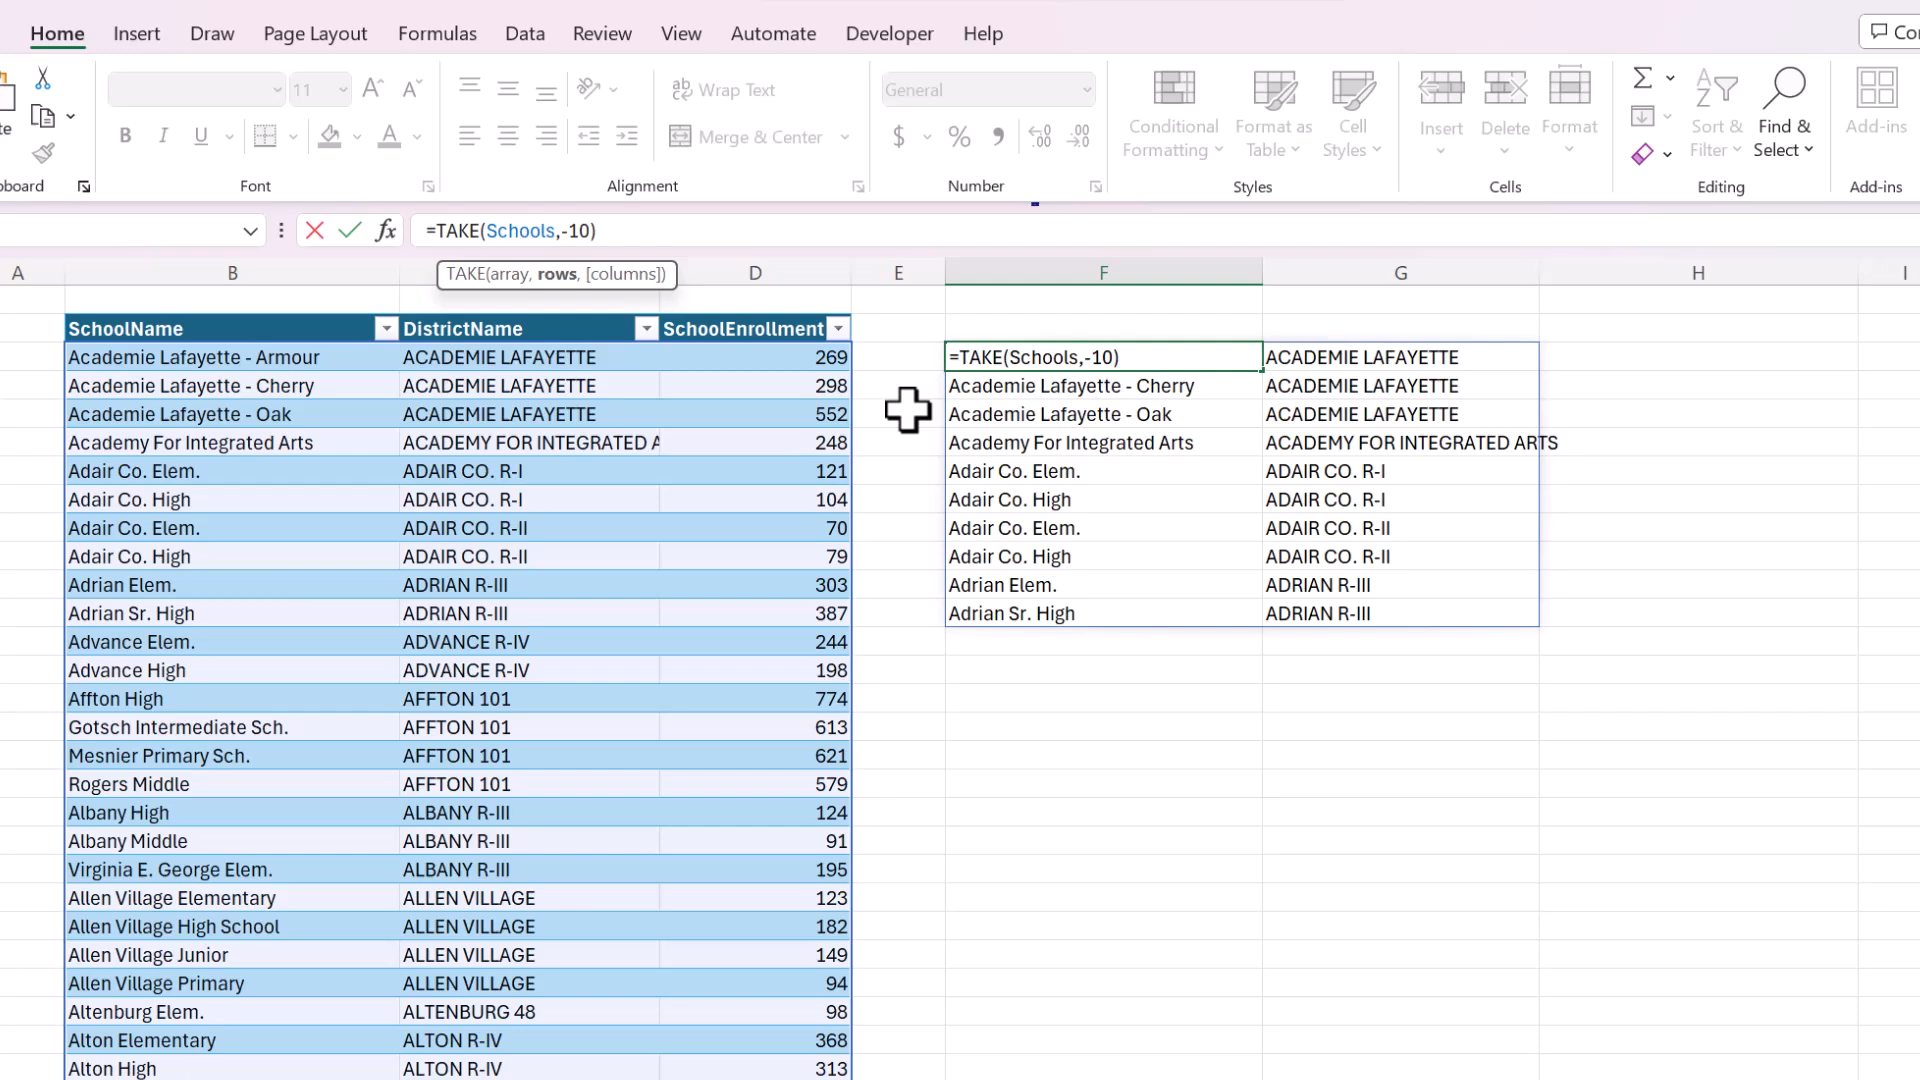 Home Insert Draw Page Layout Formulas Data Review View Automate Developer Help
11 Wrap Text General
B I U Merge & Center $ % Conditional Formatting Format as Table Cell Styles Insert Delete Format Sort & Filter Find & Select Add-ins
Font Alignment Number Styles Cells Editing Add-ins
fx =TAKE(Schools,-10)
TAKE(array, rows, [columns])
A B D E F G H I
SchoolName DistrictName SchoolEnrollment
Academie Lafayette - Armour ACADEMIE LAFAYETTE 269 =TAKE(Schools,-10) ACADEMIE LAFAYETTE
Academie Lafayette - Cherry ACADEMIE LAFAYETTE 298 Academie Lafayette - Cherry ACADEMIE LAFAYETTE
Academie Lafayette - Oak ACADEMIE LAFAYETTE 552 Academie Lafayette - Oak ACADEMIE LAFAYETTE
Academy For Integrated Arts ACADEMY FOR INTEGRATED 248 Academy For Integrated Arts ACADEMY FOR INTEGRATED ARTS
Adair Co. Elem. ADAIR CO. R-I 121 Adair Co. Elem. ADAIR CO. R-I
Adair Co. High ADAIR CO. R-I 104 Adair Co. High ADAIR CO. R-I
Adair Co. Elem. ADAIR CO. R-II 70 Adair Co. Elem. ADAIR CO. R-II
Adair Co. High ADAIR CO. R-II 79 Adair Co. High ADAIR CO. R-II
Adrian Elem. ADRIAN R-III 303 Adrian Elem. ADRIAN R-III
Adrian Sr. High ADRIAN R-III 387 Adrian Sr. High ADRIAN R-III
Advance Elem. ADVANCE R-IV 244
Advance High ADVANCE R-IV 198
Affton High AFFTON 101 774
Gotsch Intermediate Sch. AFFTON 101 613
Mesnier Primary Sch. AFFTON 101 621
Rogers Middle AFFTON 101 579
Albany High ALBANY R-III 124
Albany Middle ALBANY R-III 91
Virginia E. George Elem. ALBANY R-III 195
Allen Village Elementary ALLEN VILLAGE 123
Allen Village High School ALLEN VILLAGE 182
Allen Village Junior ALLEN VILLAGE 149
Allen Village Primary ALLEN VILLAGE 94
Altenburg Elem. ALTENBURG 48 98
Alton Elementary ALTON R-IV 368
Alton High ALTON R-IV 313